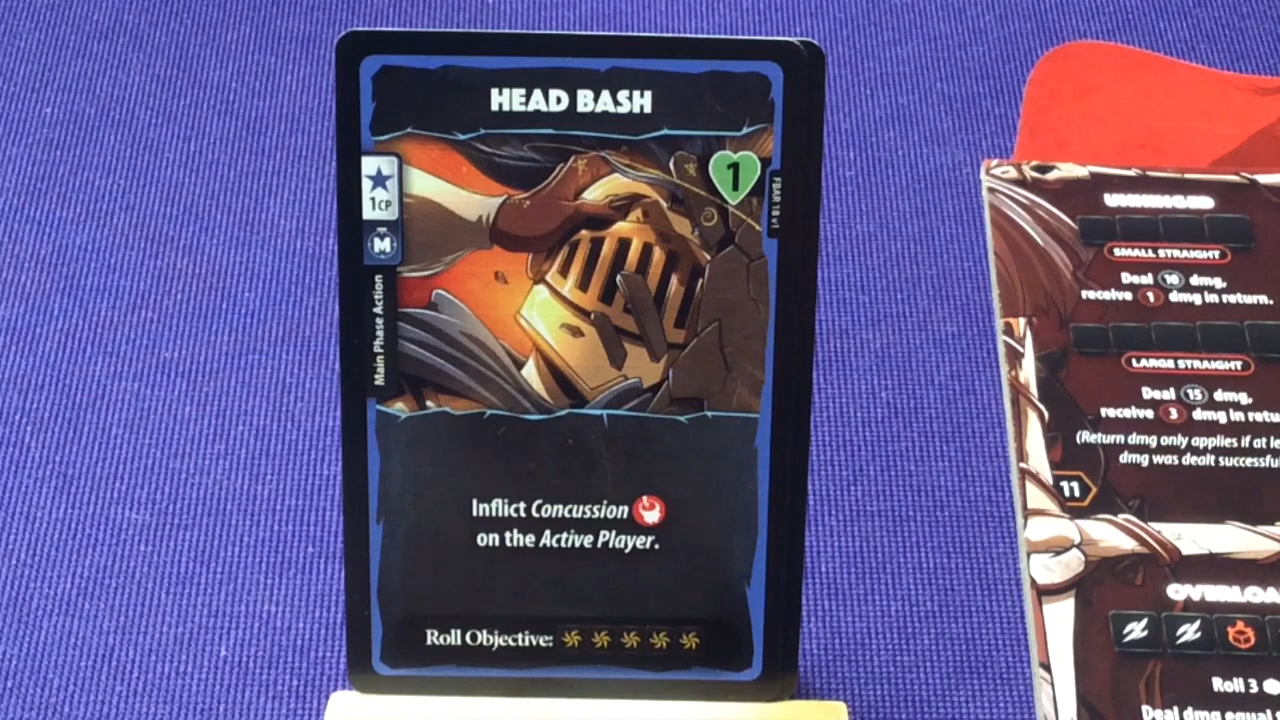 HEAD BASH
1
1CP
M
Main Phase Action
FBAR 18 v1
Inflict Concussion
on the Active Player.
Roll Objective:
UNHINGED
SMALL STRAIGHT
Deal 10 dmg,
receive 1 dmg in return.
LARGE STRAIGHT
Deal 15 dmg,
receive 3 dmg in retu
(Return dmg only applies if at le
dmg was dealt successfu
11
OVERLOA
Roll 3
Deal dmg equal